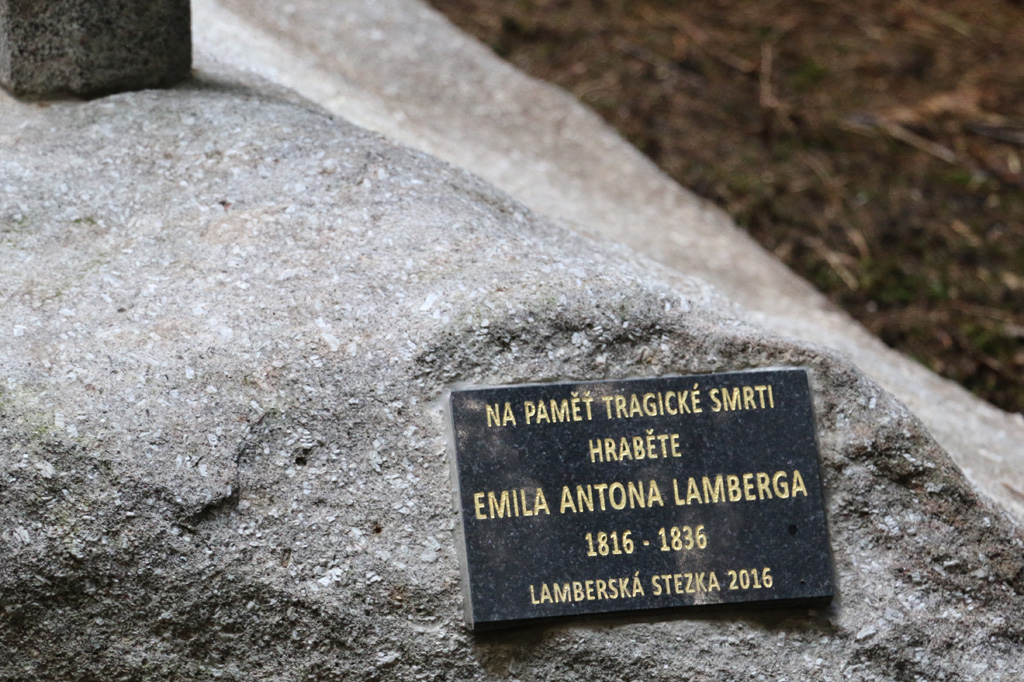 NA PAMĚŤ TRAGICKÉ SMRTI
HRABĚTE
EMILA ANTONA LAMBERGA
1816 - 1836
LAMBERSKÁ STEZKA 2016